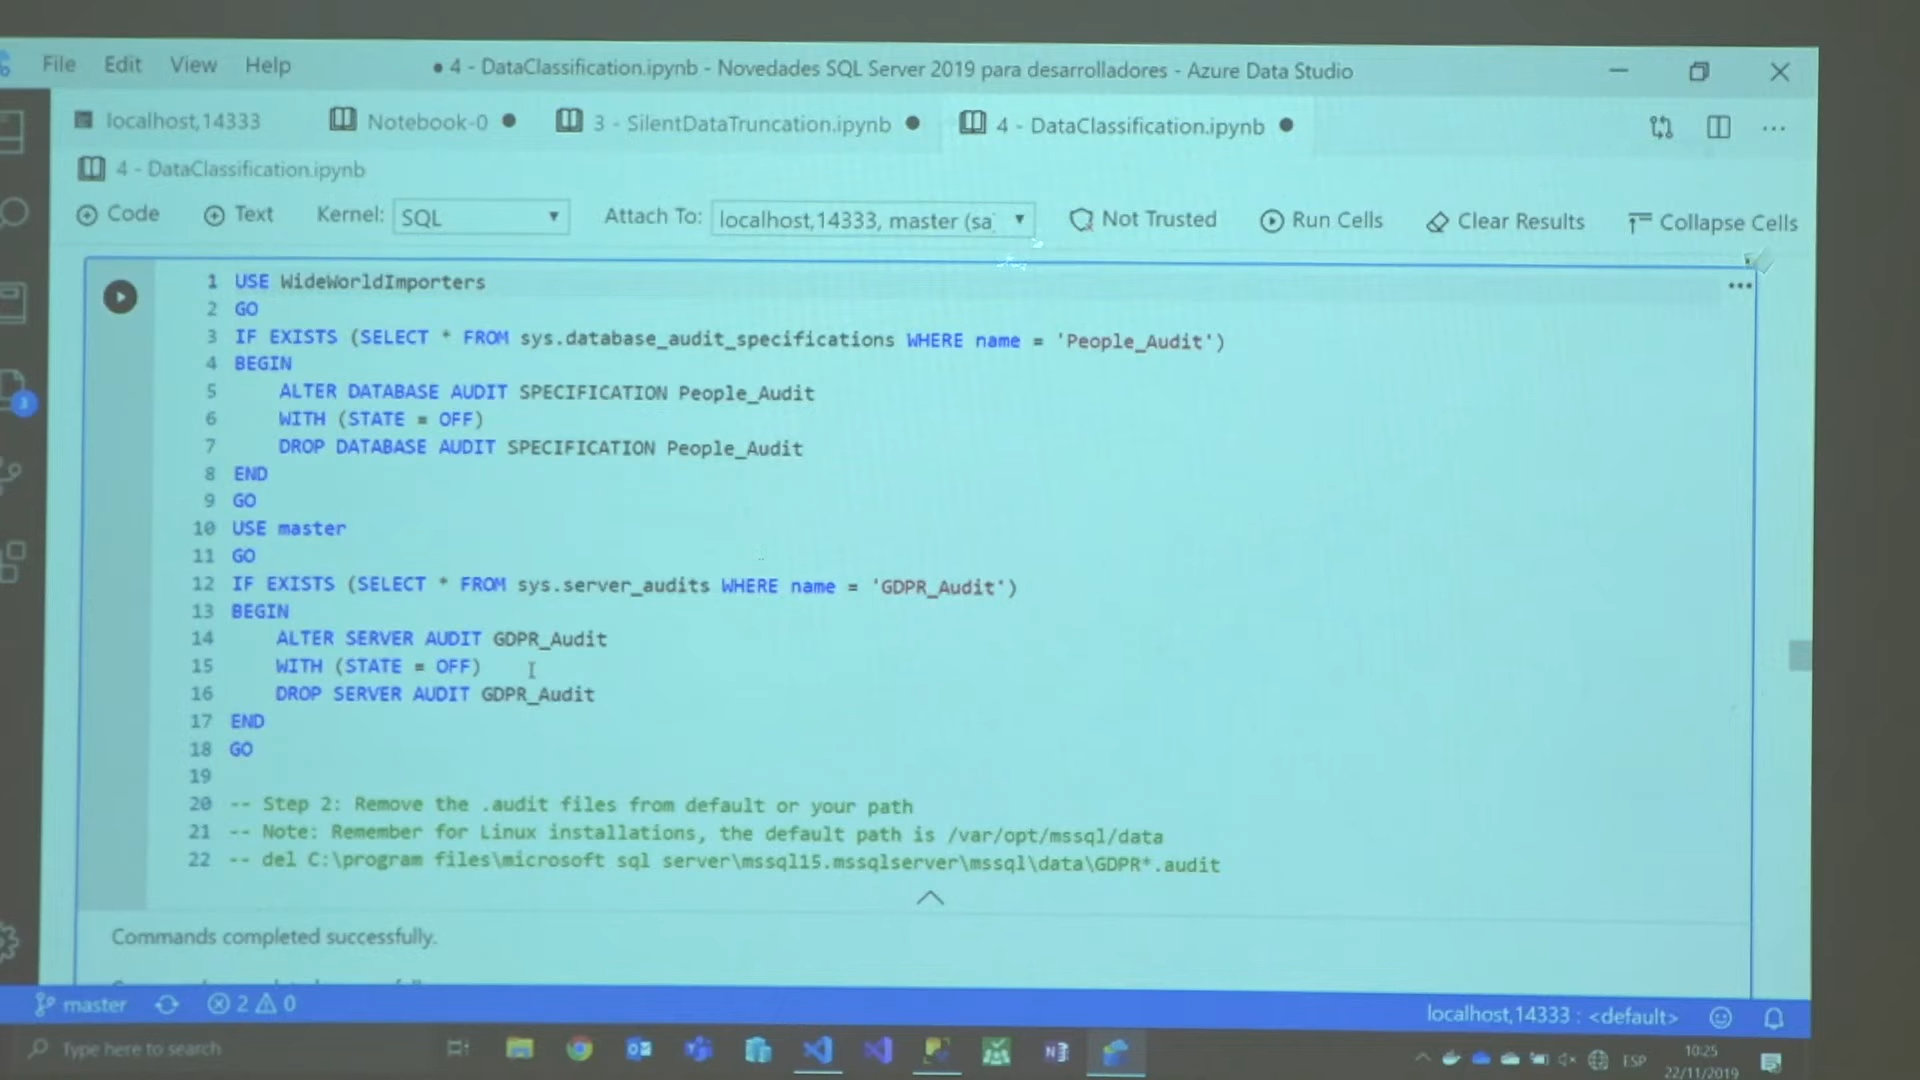 File Edit View Help
● 4 - DataClassification.ipynb - Novedades SQL Server 2019 para desarrolladores - Azure Data Studio
localhost,14333 Notebook-0 ● 3 - SilentDataTruncation.ipynb ● 4 - DataClassification.ipynb ●
4 - DataClassification.ipynb
Code Text Kernel: SQL Attach To: localhost,14333, master (sa) Not Trusted Run Cells Clear Results Collapse Cells
1 USE WideWorldImporters
2 GO
3 IF EXISTS (SELECT * FROM sys.database_audit_specifications WHERE name = 'People_Audit')
4 BEGIN
5 ALTER DATABASE AUDIT SPECIFICATION People_Audit
6 WITH (STATE = OFF)
7 DROP DATABASE AUDIT SPECIFICATION People_Audit
8 END
9 GO
10 USE master
11 GO
12 IF EXISTS (SELECT * FROM sys.server_audits WHERE name = 'GDPR_Audit')
13 BEGIN
14 ALTER SERVER AUDIT GDPR_Audit
15 WITH (STATE = OFF)
16 DROP SERVER AUDIT GDPR_Audit
17 END
18 GO
19
20 -- Step 2: Remove the .audit files from default or your path
21 -- Note: Remember for Linux installations, the default path is /var/opt/mssql/data
22 -- del C:\program files\microsoft sql server\mssql15.mssqlserver\mssql\data\GDPR*.audit
Commands completed successfully.
3
master 2 0 localhost,14333 : <default>
Type here to search ESP 10:25
22/11/2019